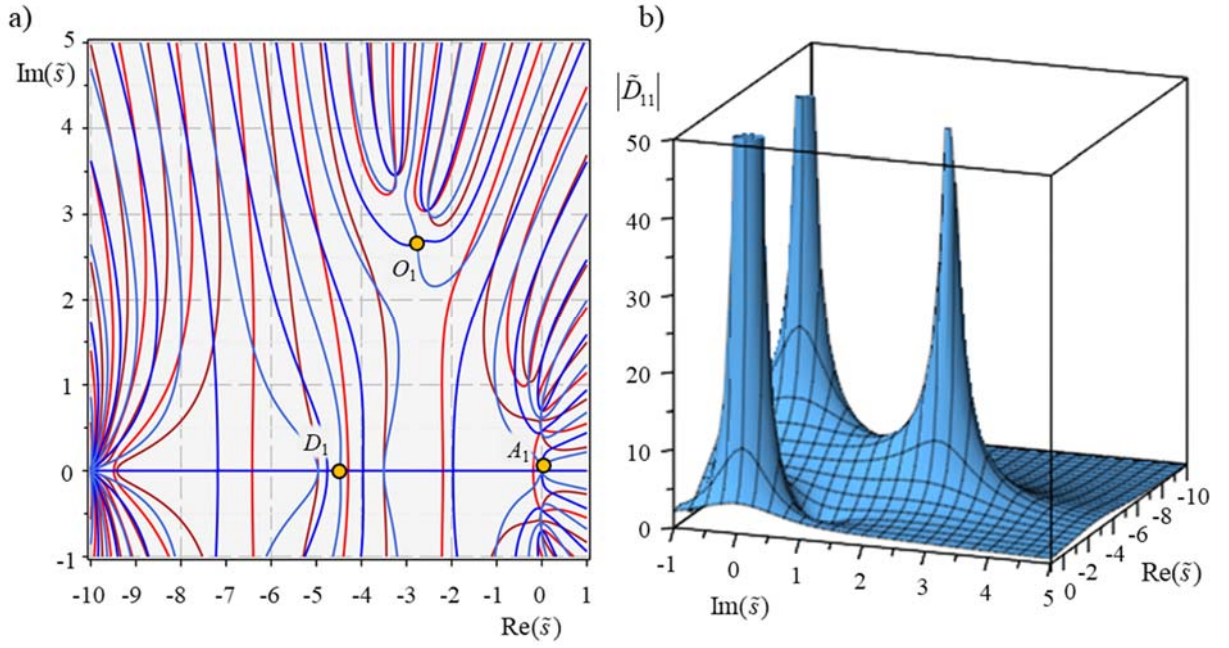 a)
Im(s̃)
5
4
3
2
1
0
-1
O₁
D₁
A₁
-10 -9 -8 -7 -6 -5 -4 -3 -2 -1 0 1
Re(s̃)
b)
|D̃₁₁|
50
40
30
20
10
0
-1 0 1 2 3 4 5
Im(s̃)
0 -2 -4 -6 -8 -10
Re(s̃)